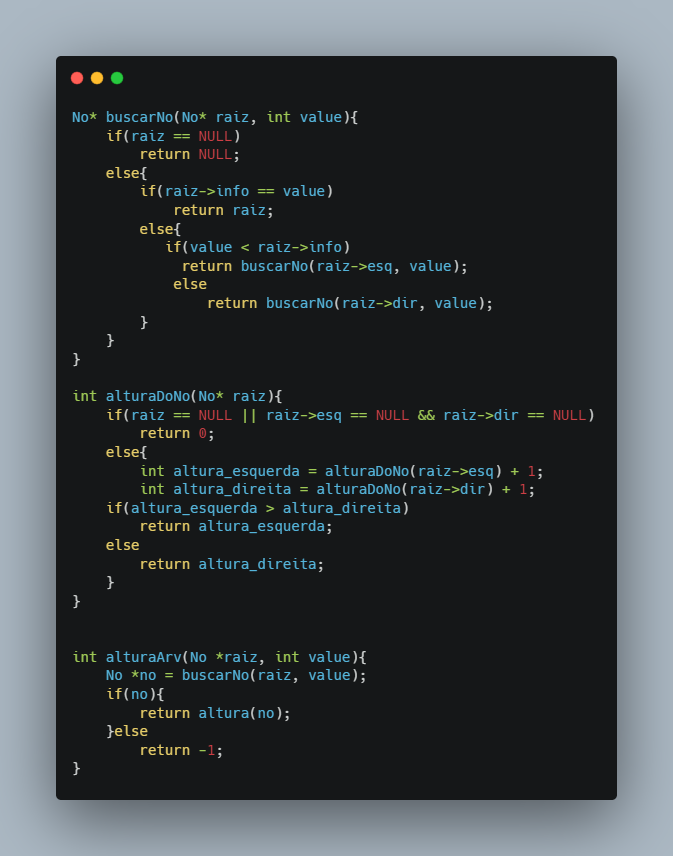 No* buscarNo(No* raiz, int value){
    if(raiz == NULL)
        return NULL;
    else{
        if(raiz->info == value)
            return raiz;
        else{
           if(value < raiz->info)
             return buscarNo(raiz->esq, value);
            else
                return buscarNo(raiz->dir, value);
        }
    }
}

int alturaDoNo(No* raiz){
    if(raiz == NULL || raiz->esq == NULL && raiz->dir == NULL)
        return 0;
    else{
        int altura_esquerda = alturaDoNo(raiz->esq) + 1;
        int altura_direita = alturaDoNo(raiz->dir) + 1;
    if(altura_esquerda > altura_direita)
        return altura_esquerda;
    else
        return altura_direita;
    }
}


int alturaArv(No *raiz, int value){
    No *no = buscarNo(raiz, value);
    if(no){
        return altura(no);
    }else
        return -1;
}